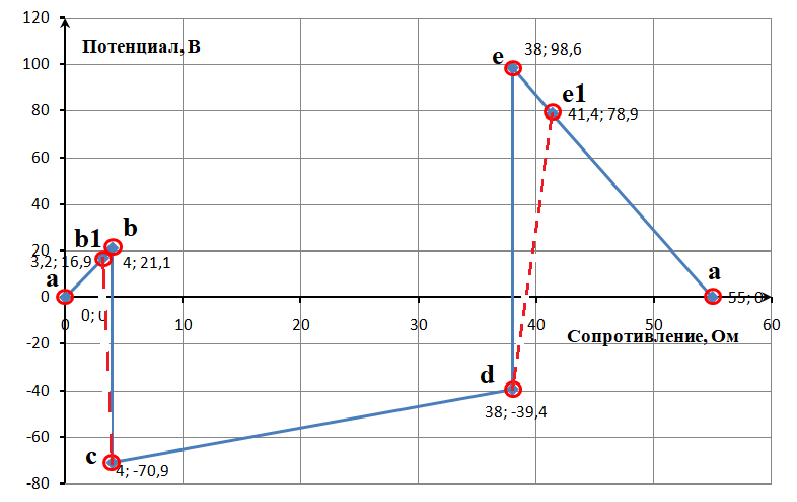 120
Потенциал, В
100
80
60
40
20
0
-20
-40
-60
-80
0
10
20
30
40
50
60
Сопротивление, Ом
a
b1
b
3,2; 16,9
4; 21,1
c
4; -70,9
d
38; -39,4
e
38; 98,6
e1
41,4; 78,9
a
55; 0